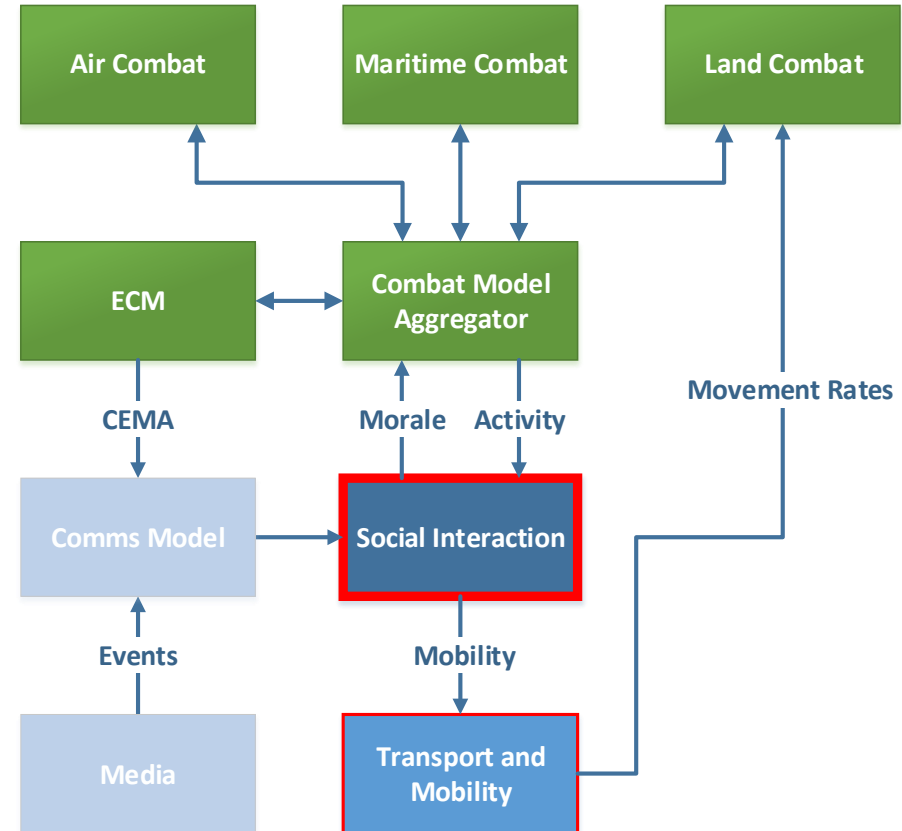 Air Combat
Maritime Combat
Land Combat
ECM
Combat Model
Aggregator
Movement Rates
CEMA
Morale
Activity
Comms Model
Social Interaction
Events
Mobility
Media
Transport and
Mobility